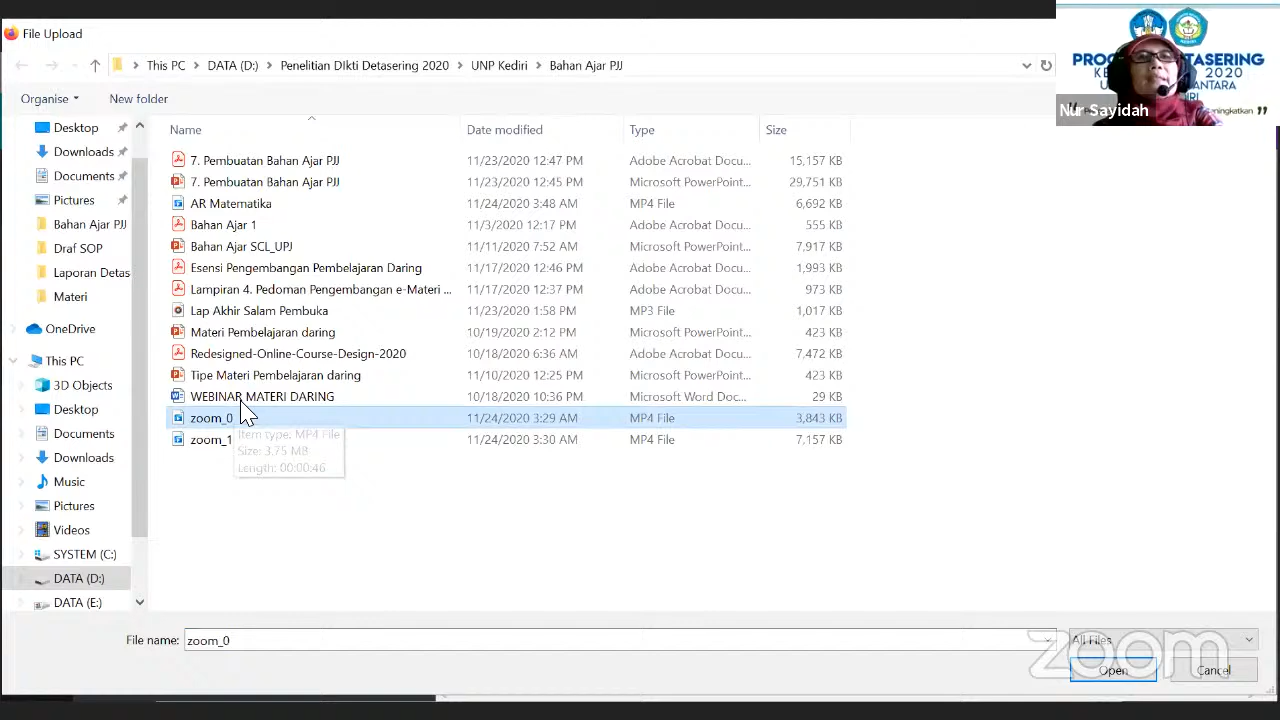 File Upload
This PC > DATA (D:) > Penelitian DIkti Detasering 2020 > UNP Kediri > Bahan Ajar PJJ
Organise
New folder
Name
Date modified
Type
Size
Desktop
Downloads
Documents
Pictures
Bahan Ajar PJJ
Draf SOP
Laporan Detas
Materi
OneDrive
This PC
3D Objects
Desktop
Documents
Downloads
Music
Pictures
Videos
SYSTEM (C:)
DATA (D:)
DATA (E:)
7. Pembuatan Bahan Ajar PJJ 11/23/2020 12:47 PM Adobe Acrobat Docu... 15,157 KB
7. Pembuatan Bahan Ajar PJJ 11/23/2020 12:45 PM Microsoft PowerPoint... 29,751 KB
AR Matematika 11/24/2020 3:48 AM MP4 File 6,692 KB
Bahan Ajar 1 11/3/2020 12:17 PM Adobe Acrobat Docu... 555 KB
Bahan Ajar SCL_UPJ 11/11/2020 7:52 AM Microsoft PowerPoint... 7,917 KB
Esensi Pengembangan Pembelajaran Daring 11/17/2020 12:46 PM Adobe Acrobat Docu... 1,993 KB
Lampiran 4. Pedoman Pengembangan e-Materi ... 11/17/2020 12:37 PM Adobe Acrobat Docu... 973 KB
Lap Akhir Salam Pembuka 11/23/2020 1:58 PM MP3 File 1,017 KB
Materi Pembelajaran daring 10/19/2020 2:12 PM Microsoft PowerPoint... 423 KB
Redesigned-Online-Course-Design-2020 10/18/2020 6:36 AM Adobe Acrobat Docu... 7,472 KB
Tipe Materi Pembelajaran daring 11/10/2020 12:25 PM Microsoft PowerPoint... 423 KB
WEBINAR MATERI DARING 10/18/2020 10:36 PM Microsoft Word Doc... 29 KB
zoom_0 11/24/2020 3:29 AM MP4 File 3,843 KB
zoom_1 11/24/2020 3:30 AM MP4 File 7,157 KB
Item type: MP4 File
Size: 3.75 MB
Length: 00:00:46
File name: zoom_0
All Files
Open
Cancel
zoom
2020
Nur Sayidah